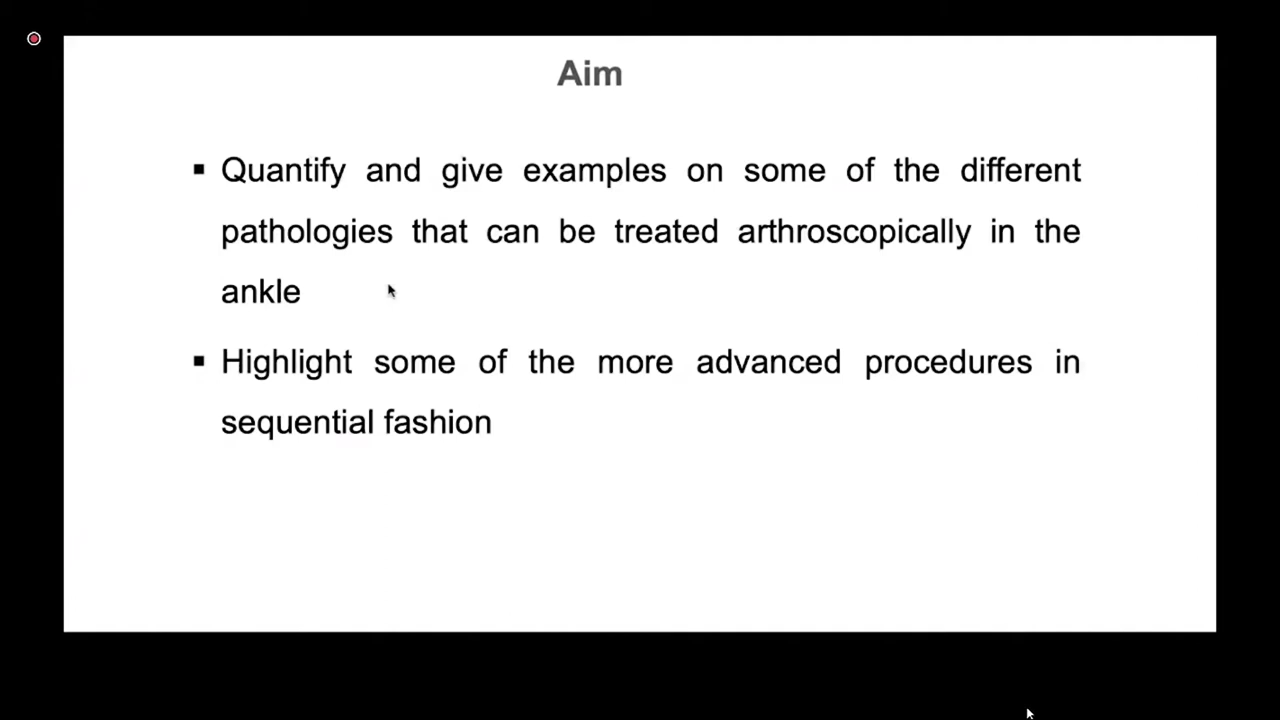 Aim
▪ Quantify and give examples on some of the different
pathologies that can be treated arthroscopically in the
ankle
▪ Highlight some of the more advanced procedures in
sequential fashion